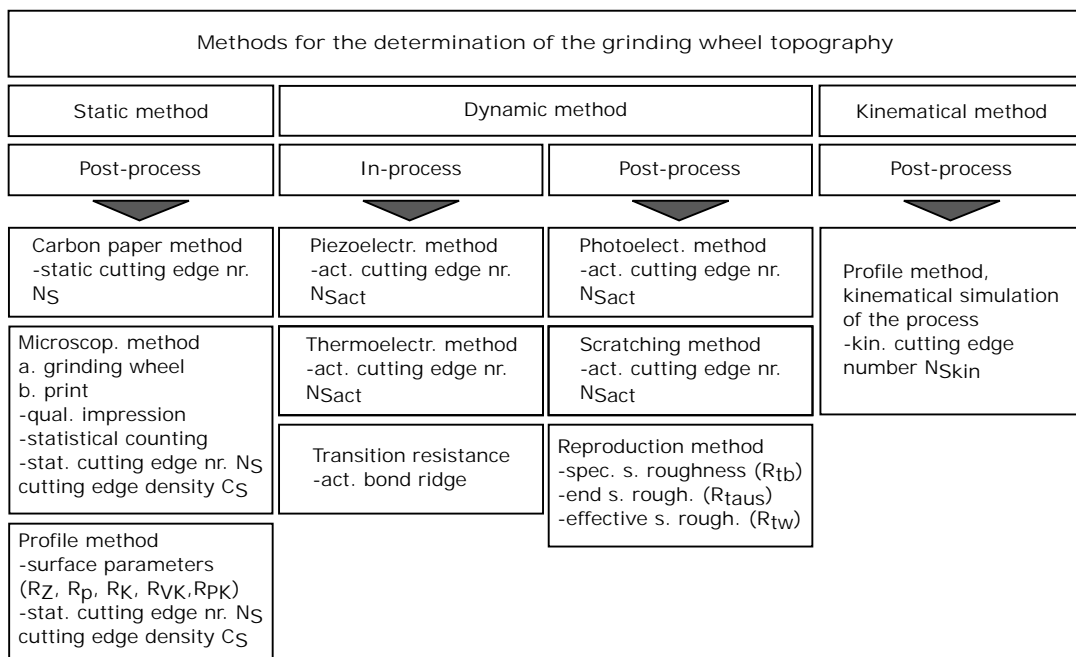 Methods for the determination of the grinding wheel topography
Static method
Dynamic method
Kinematical method
Post-process
In-process
Post-process
Post-process
Carbon paper method
-static cutting edge nr.
NS
Microscop. method
a. grinding wheel
b. print
-qual. impression
-statistical counting
-stat. cutting edge nr. NS
cutting edge density CS
Profile method
-surface parameters
(RZ, Rp, RK, RVK,RPK)
-stat. cutting edge nr. NS
cutting edge density CS
Piezoelectr. method
-act. cutting edge nr.
NSact
Thermoelectr. method
-act. cutting edge nr.
NSact
Transition resistance
-act. bond ridge
Photoelect. method
-act. cutting edge nr.
NSact
Scratching method
-act. cutting edge nr.
NSact
Reproduction method
-spec. s. roughness (Rtb)
-end s. rough. (Rtaus)
-effective s. rough. (Rtw)
Profile method,
kinematical simulation
of the process
-kin. cutting edge
number NSkin